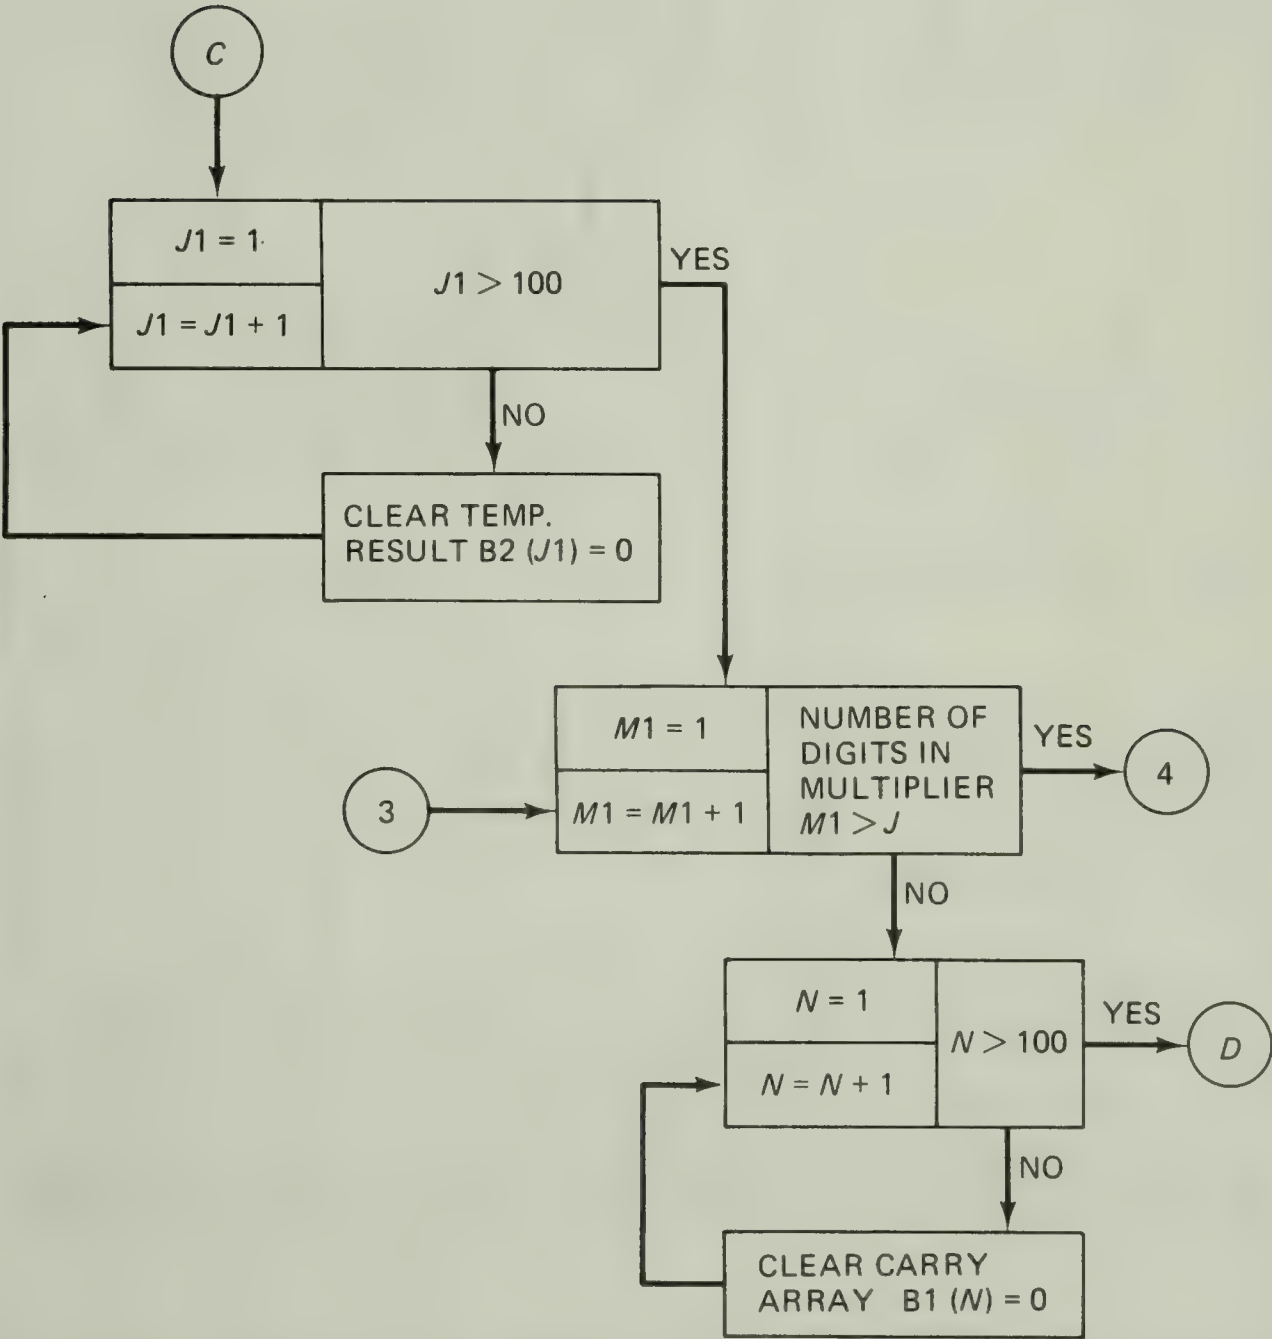 C
J1 = 1
J1 = J1 + 1
J1 > 100
YES
NO
CLEAR TEMP.
RESULT B2 (J1) = 0
3
M1 = 1
M1 = M1 + 1
NUMBER OF
DIGITS IN
MULTIPLIER
M1 > J
YES
4
NO
N = 1
N = N + 1
N > 100
YES
D
NO
CLEAR CARRY
ARRAY B1 (N) = 0